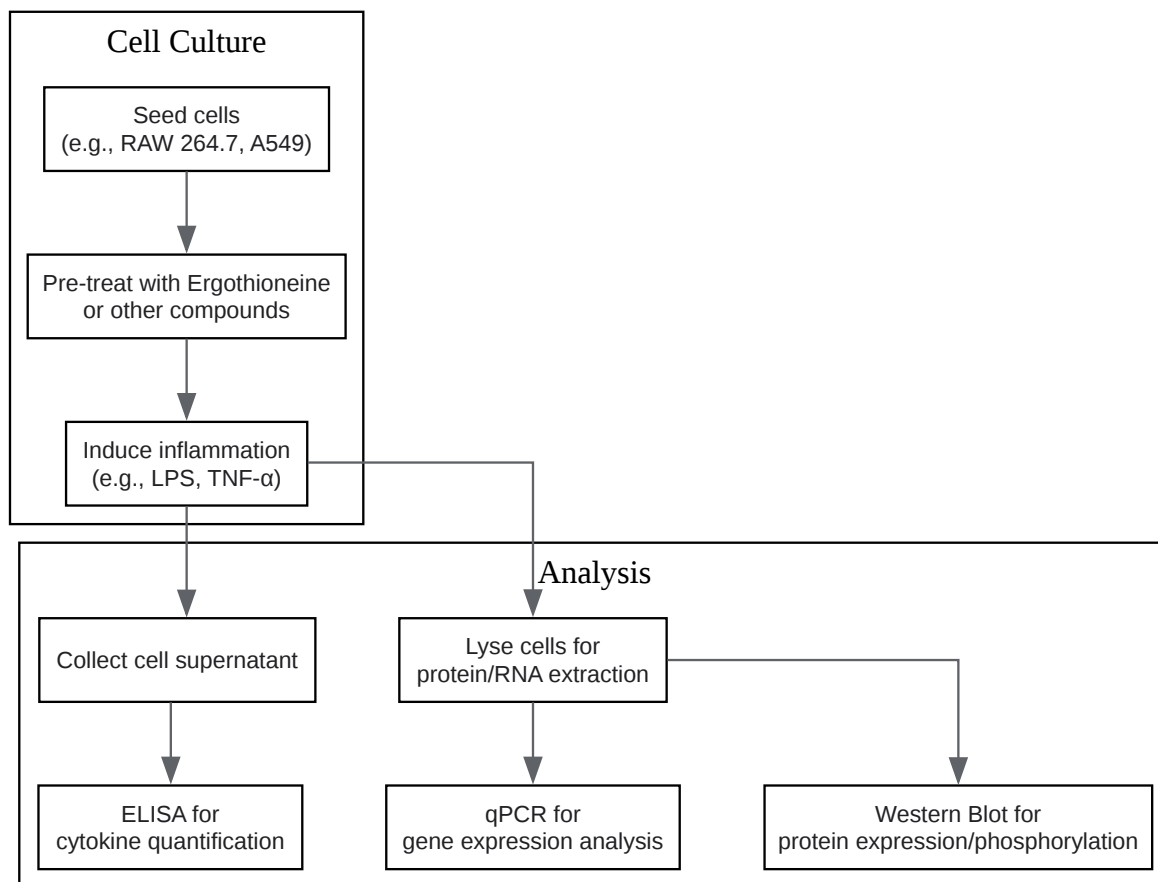 Cell Culture
Seed cells
(e.g., RAW 264.7, A549)
Pre-treat with Ergothioneine
or other compounds
Induce inflammation
(e.g., LPS, TNF-α)
Analysis
Collect cell supernatant
Lyse cells for
protein/RNA extraction
ELISA for
cytokine quantification
qPCR for
gene expression analysis
Western Blot for
protein expression/phosphorylation